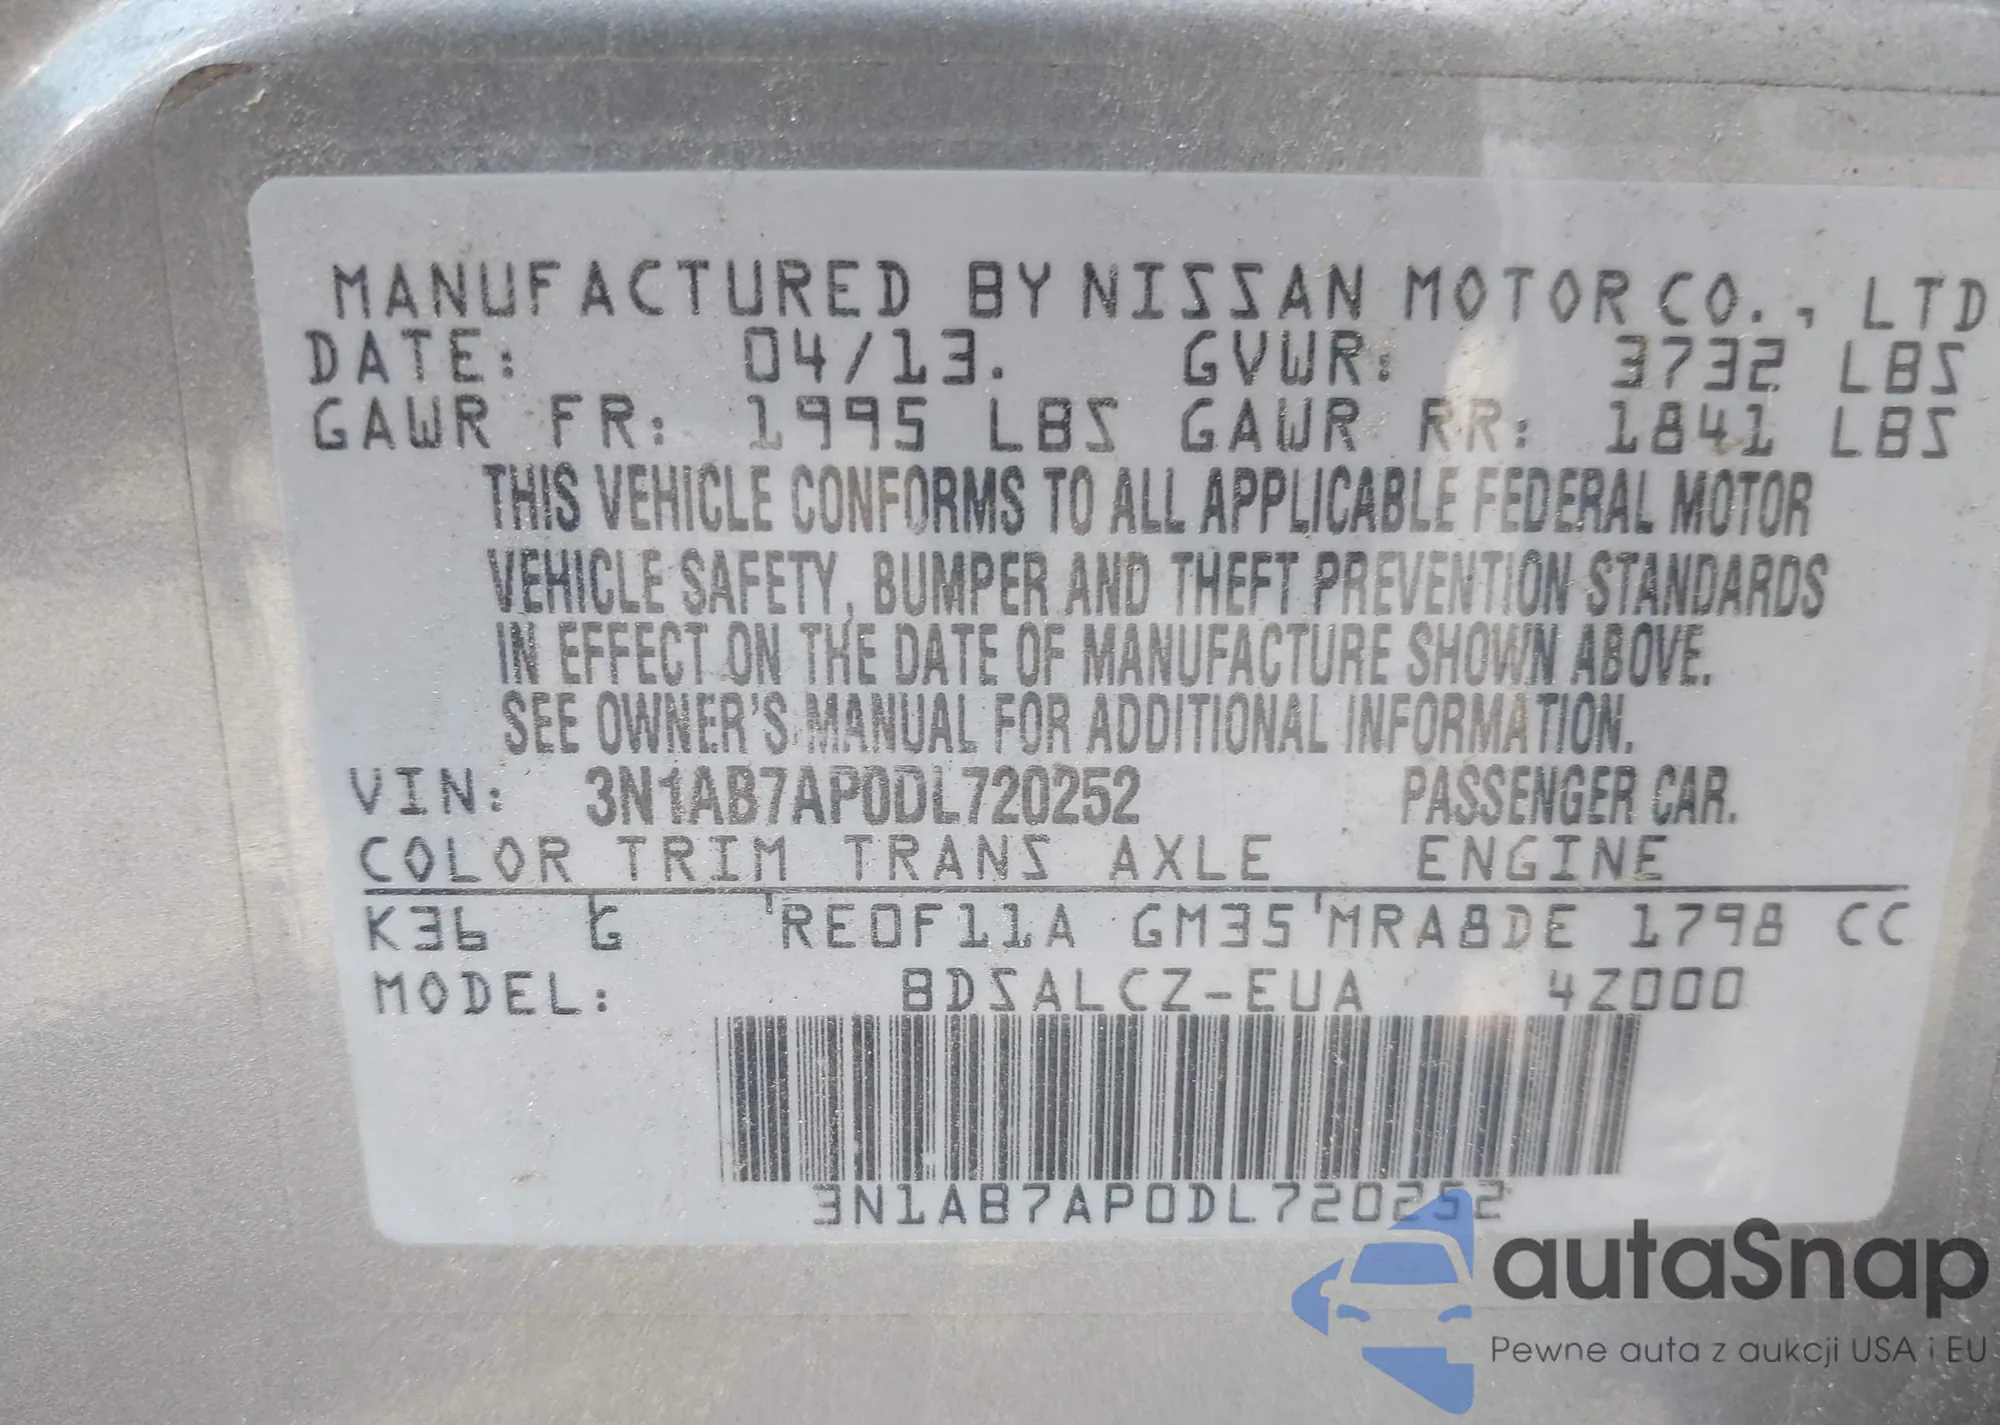 MANUFACTURED BY NISSAN MOTOR CO., LTD
DATE: 04/13. GVWR: 3732 LBS
GAWR FR: 1995 LBS GAWR RR: 1841 LBS
THIS VEHICLE CONFORMS TO ALL APPLICABLE FEDERAL MOTOR
VEHICLE SAFETY, BUMPER AND THEFT PREVENTION STANDARDS
IN EFFECT ON THE DATE OF MANUFACTURE SHOWN ABOVE.
SEE OWNER'S MANUAL FOR ADDITIONAL INFORMATION.
VIN: 3N1AB7AP0DL720252 PASSENGER CAR.
COLOR TRIM TRANS AXLE ENGINE
K36 G 'RE0F11A GM35'MRA8DE 1798 CC
MODEL: BDSALCZ-EUA 4Z000
3N1AB7AP0DL720252
autaSnap
Pewne auta z aukcji USA i EU